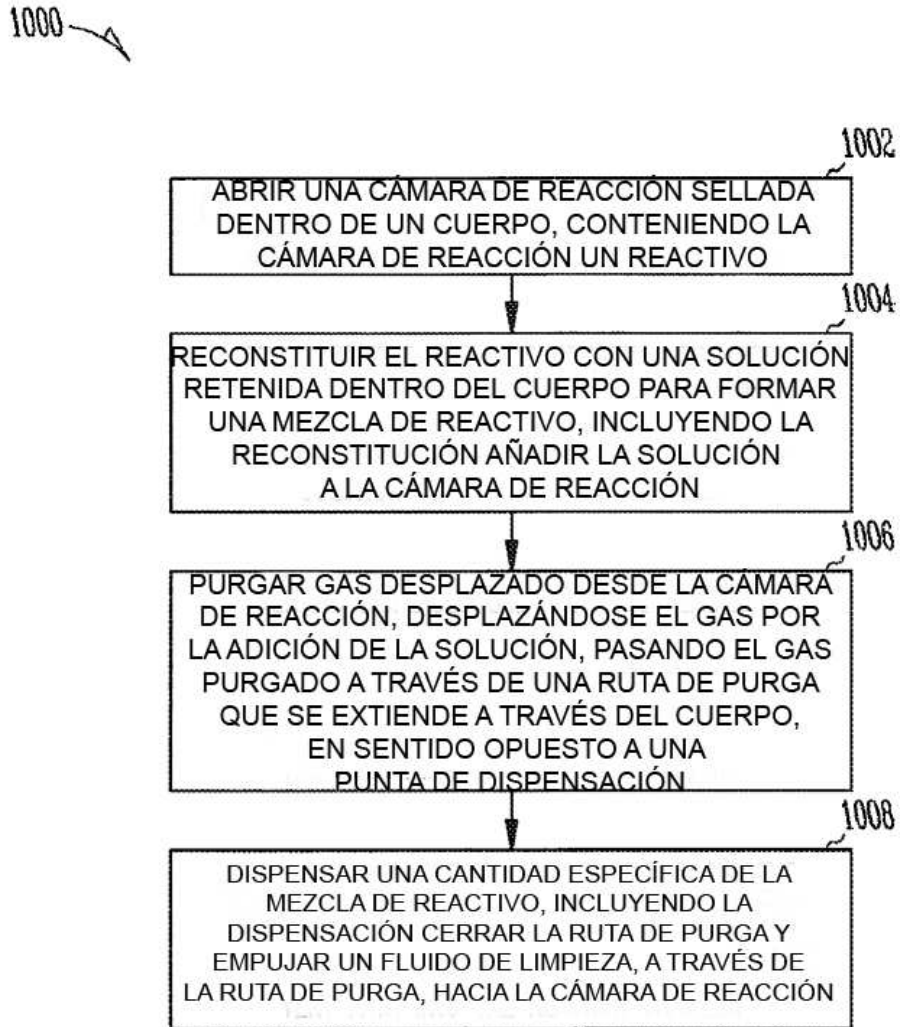 1000
1002
ABRIR UNA CÁMARA DE REACCIÓN SELLADA
DENTRO DE UN CUERPO, CONTENIENDO LA
CÁMARA DE REACCIÓN UN REACTIVO
1004
RECONSTITUIR EL REACTIVO CON UNA SOLUCIÓN
RETENIDA DENTRO DEL CUERPO PARA FORMAR
UNA MEZCLA DE REACTIVO, INCLUYENDO LA
RECONSTITUCIÓN AÑADIR LA SOLUCIÓN
A LA CÁMARA DE REACCIÓN
1006
PURGAR GAS DESPLAZADO DESDE LA CÁMARA
DE REACCIÓN, DESPLAZÁNDOSE EL GAS POR
LA ADICIÓN DE LA SOLUCIÓN, PASANDO EL GAS
PURGADO A TRAVÉS DE UNA RUTA DE PURGA
QUE SE EXTIENDE A TRAVÉS DEL CUERPO,
EN SENTIDO OPUESTO A UNA
PUNTA DE DISPENSACIÓN
1008
DISPENSAR UNA CANTIDAD ESPECÍFICA DE LA
MEZCLA DE REACTIVO, INCLUYENDO LA
DISPENSACIÓN CERRAR LA RUTA DE PURGA Y
EMPUJAR UN FLUIDO DE LIMPIEZA, A TRAVÉS DE
LA RUTA DE PURGA, HACIA LA CÁMARA DE REACCIÓN